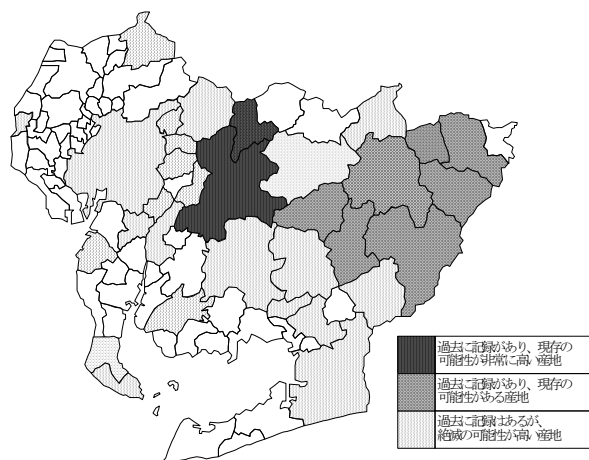 過去に記録があり、現存の
可能性が非常に高い産地
過去に記録があり、現存の
可能性がある産地
過去に記録はあるが、
絶滅の可能性が高い産地